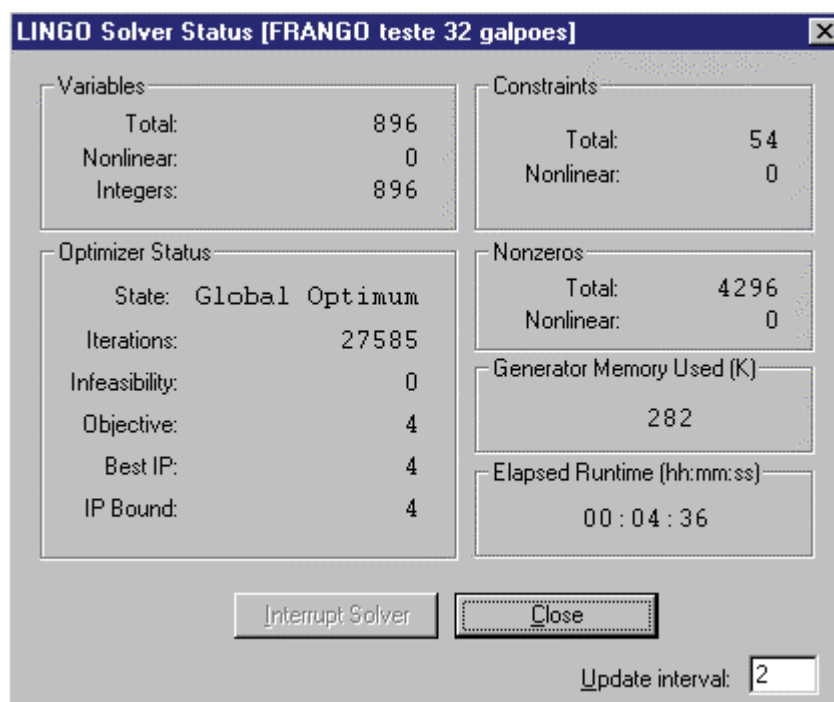 LINGO Solver Status [FRANGO teste 32 galpoes]
Variables
Total: 896
Nonlinear: 0
Integers: 896
Constraints
Total: 54
Nonlinear: 0
Optimizer Status
State: Global Optimum
Iterations: 27585
Infeasibility: 0
Objective: 4
Best IP: 4
IP Bound: 4
Nonzeros
Total: 4296
Nonlinear: 0
Generator Memory Used (K)
282
Elapsed Runtime (hh:mm:ss)
00:04:36
Interrupt Solver
Close
Update interval: 2